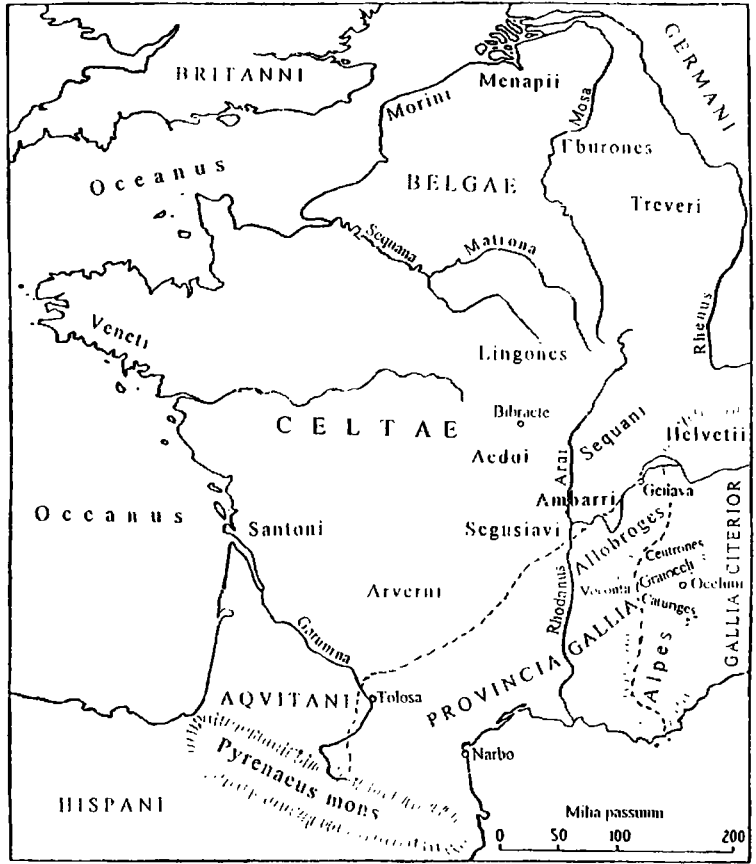 BRITANNI
GERMANI
Menapii
Morini
Mosa
Eburones
Oceanus
BELGAE
Treveri
Sequana
Matrona
Rhenus
Veneti
Lingones
Bibracte
CELTAE
Sequani
Helvetii
Aedui
Arar
Genava
Ambarri
Oceanus
Santoni
Segusiavi
Allobroges
GALLIA CITERIOR
Ceutrones
Graioceli
Ocelum
Arverni
Rhodanus
Vocontii
Caturiges
Garumna
PROVINCIA GALLIA
Alpes
AQVITANI
Tolosa
Pyrenaeus mons
Narbo
HISPANI
Milia passuum
0 50 100 200